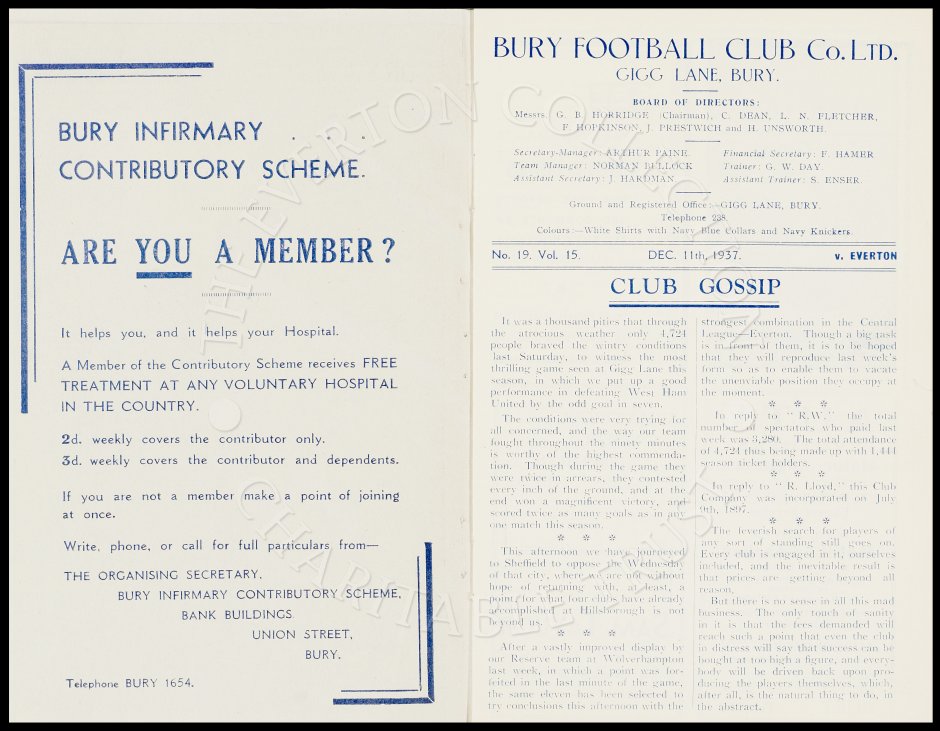 BURY INFIRMARY . . .
CONTRIBUTORY SCHEME.
ARE YOU A MEMBER?
It helps you, and it helps your Hospital.
A Member of the Contributory Scheme receives FREE
TREATMENT AT ANY VOLUNTARY HOSPITAL
IN THE COUNTRY.
2d. weekly covers the contributor only.
3d. weekly covers the contributor and dependents.
If you are not a member make a point of joining
at once.
Write, phone, or call for full particulars from—
THE ORGANISING SECRETARY,
BURY INFIRMARY CONTRIBUTORY SCHEME,
BANK BUILDINGS
UNION STREET,
BURY.
Telephone BURY 1654.
BURY FOOTBALL CLUB Co. LTD.
GIGG LANE, BURY.
BOARD OF DIRECTORS:
Messrs. G. B. HORRIDGE (Chairman), C. DEAN, L. N. FLETCHER,
F. HOPKINSON, J. PRESTWICH and H. UNSWORTH.
Secretary-Manager: ARTHUR PAINE. Financial Secretary: F. HAMER
Team Manager: NORMAN BULLOCK Trainer: G. W. DAY
Assistant Secretary: J. HARDMAN. Assistant Trainer: S. ENSER.
Ground and Registered Office:—GIGG LANE, BURY.
Telephone 238.
Colours:—White Shirts with Navy Blue Collars and Navy Knickers.
No. 19. Vol. 15. DEC. 11th, 1937. v. EVERTON
CLUB GOSSIP
It was a thousand pities that through
the atrocious weather only 4,724
people braved the wintry conditions
last Saturday, to witness the most
thrilling game seen at Gigg Lane this
season, in which we put up a good
performance in defeating West Ham
United by the odd goal in seven.
The conditions were very trying for
all concerned, and the way our team
fought throughout the ninety minutes
is worthy of the highest commenda-
tion. Though during the game they
were twice in arrears, they contested
every inch of the ground, and at the
end won a magnificent victory, and
scored twice as many goals as in any
one match this season.
* * *
This afternoon we have journeyed
to Sheffield to oppose the Wednesday
of that city, where we are not without
hope of returning with, at least, a
point, for what four clubs have already
accomplished at Hillsborough is not
beyond us.
* * *
After a vastly improved display by
our Reserve team at Wolverhampton
last week, in which a point was for-
feited in the last minute of the game,
the same eleven has been selected to
try conclusions this afternoon with the
strongest combination in the Central
League—Everton. Though a big task
is in front of them, it is to be hoped
that they will reproduce last week's
form so as to enable them to vacate
the unenviable position they occupy at
the moment.
* * *
In reply to "R.W." the total
number of spectators who paid last
week was 3,280. The total attendance
of 4,724 thus being made up with 1,444
season ticket holders.
* * *
In reply to "R. Lloyd," this Club
Company was incorporated on July
9th, 1897.
* * *
The feverish search for players of
any sort of standing still goes on.
Every club is engaged in it, ourselves
included, and the inevitable result is
that prices are getting beyond all
reason.
But there is no sense in all this mad
business. The only touch of sanity
in it is that the fees demanded will
reach such a point that even the club
in distress will say that success can be
bought at too high a figure, and every-
body will be driven back upon pro-
ducing the players themselves, which,
after all, is the natural thing to do, in
the abstract.
THE EVERTON COLLECTION
CHARITABLE TRUST